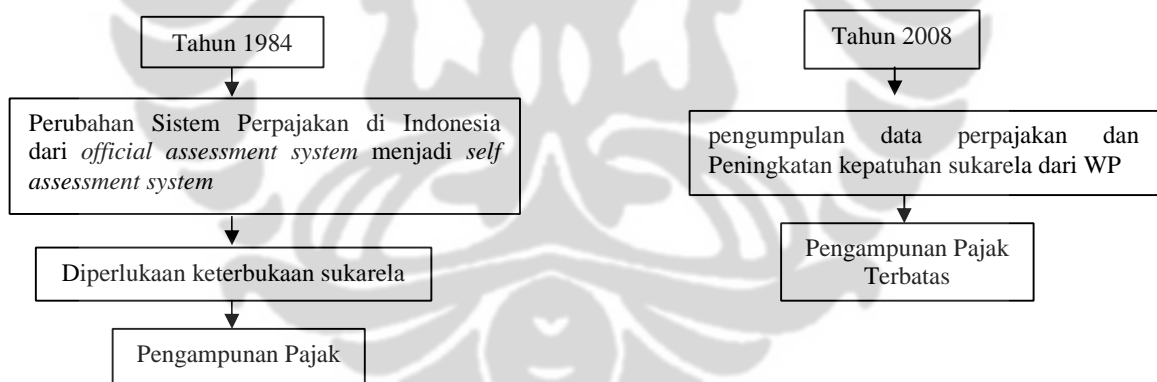 Tahun 1984
Perubahan Sistem Perpajakan di Indonesia
dari official assessment system menjadi self
assessment system
Diperlukaan keterbukaan sukarela
Pengampunan Pajak
Tahun 2008
pengumpulan data perpajakan dan
Peningkatan kepatuhan sukarela dari WP
Pengampunan Pajak
Terbatas